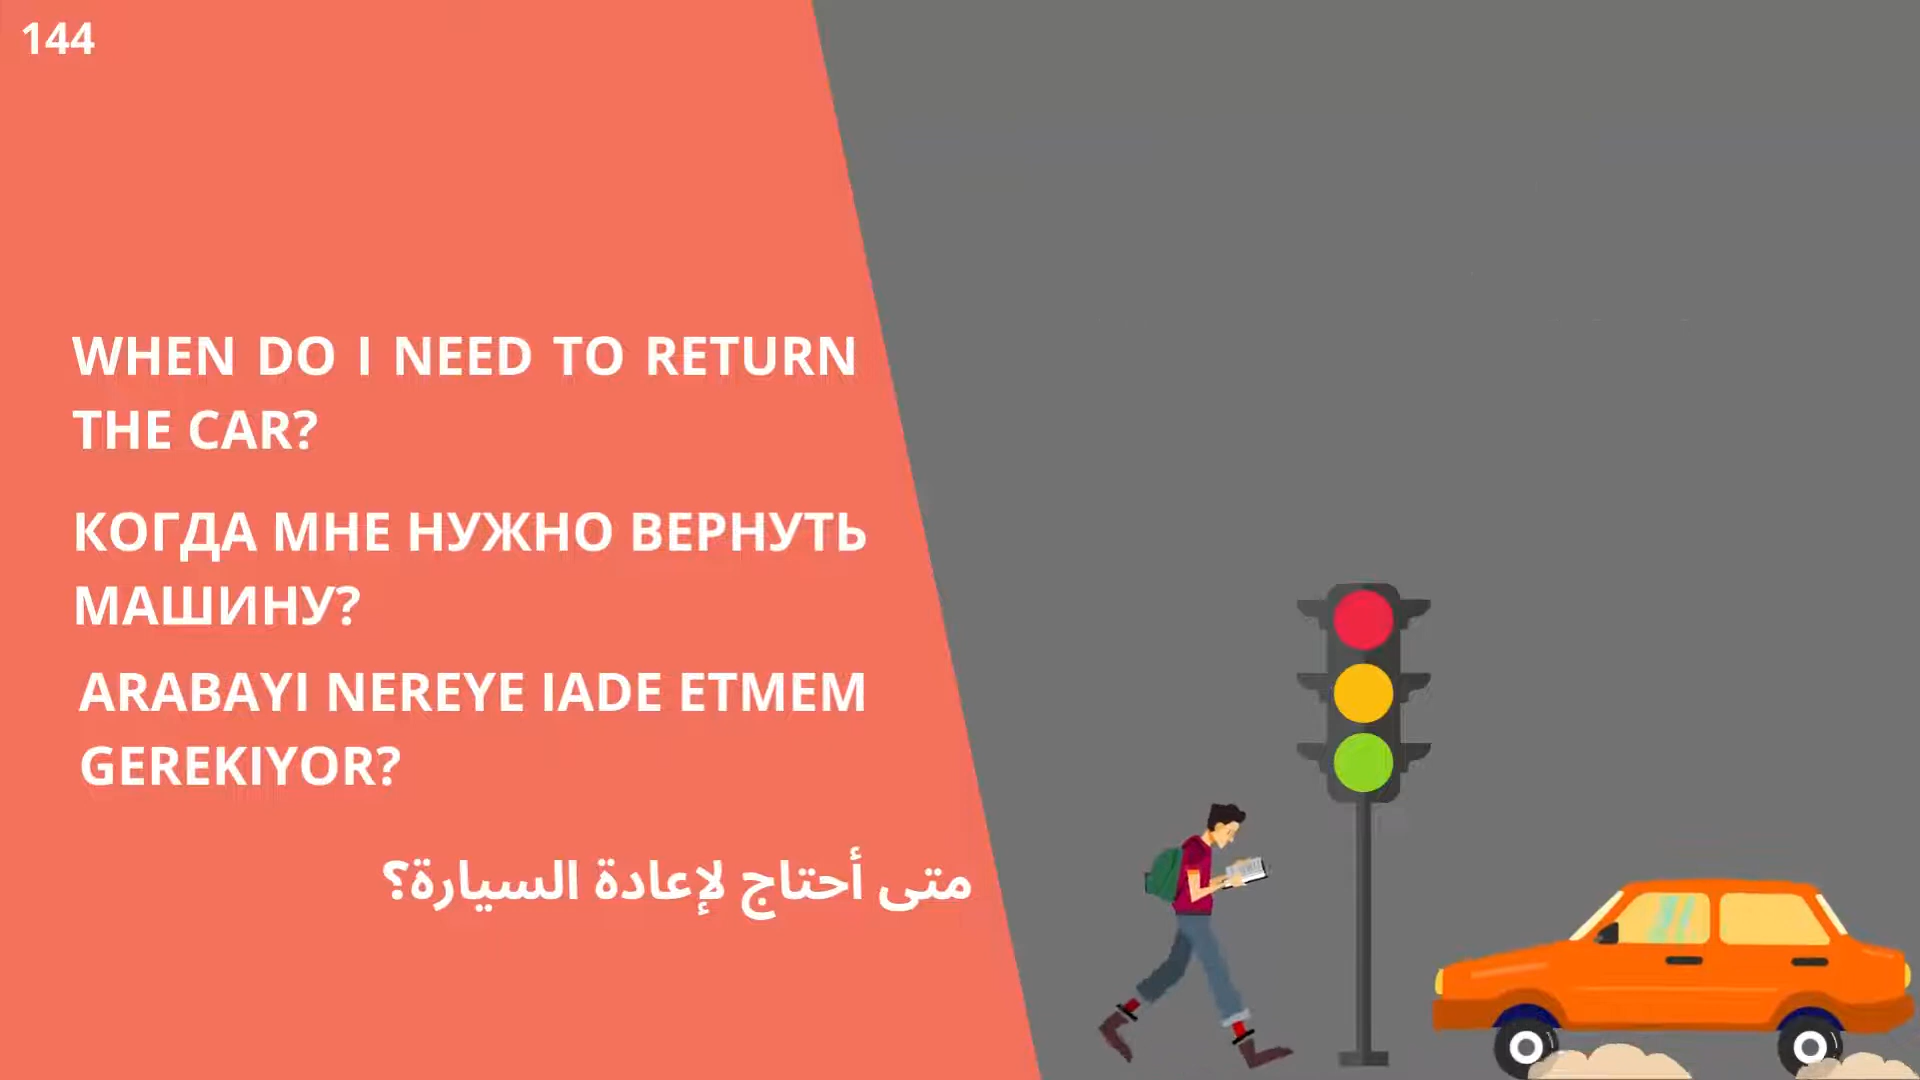 144
WHEN DO I NEED TO RETURN
THE CAR?
КОГДА МНЕ НУЖНО ВЕРНУТЬ
МАШИНУ?
ARABAYI NEREYE IADE ETMEM
GEREKIYOR?
متى أحتاج لإعادة السيارة؟